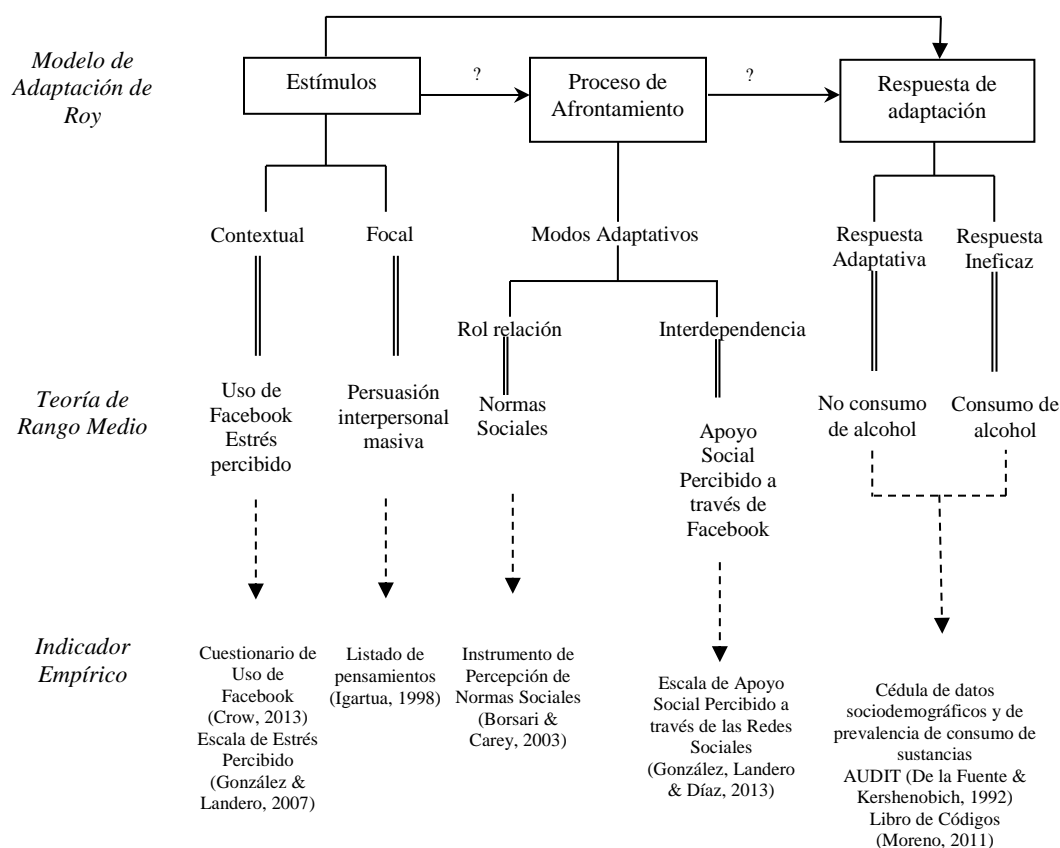 Modelo de
Adaptación de
Roy
Estímulos
?
Proceso de
Afrontamiento
?
Respuesta de
adaptación
Contextual
Focal
Modos Adaptativos
Respuesta
Adaptativa
Respuesta
Ineficaz
Rol relación
Interdependencia
Teoría de
Rango Medio
Uso de
Facebook
Estrés
percibido
Persuasión
interpersonal
masiva
Normas
Sociales
Apoyo
Social
Percibido a
través de
Facebook
No consumo
de alcohol
Consumo de
alcohol
Indicador
Empírico
Cuestionario de
Uso de
Facebook
(Crow, 2013)
Escala de Estrés
Percibido
(González &
Landero, 2007)
Listado de
pensamientos
(Igartua, 1998)
Instrumento de
Percepción de
Normas Sociales
(Borsari &
Carey, 2003)
Escala de Apoyo
Social Percibido a
través de las Redes
Sociales
(González, Landero
& Díaz, 2013)
Cédula de datos
sociodemográficos y de
prevalencia de consumo de
sustancias
AUDIT (De la Fuente &
Kershenobich, 1992)
Libro de Códigos
(Moreno, 2011)